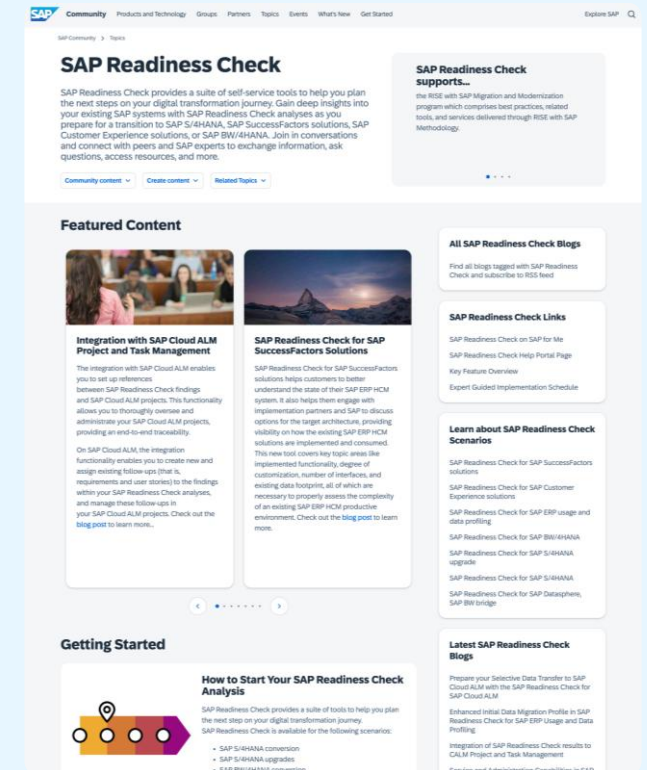 SAP Community Products and Technology Groups Partners Topics Events What's New Get Started Explore SAP
SAP Community > Topics
SAP Readiness Check
SAP Readiness Check provides a suite of self-service tools to help you plan
the next steps on your digital transformation journey. Gain deep insights into
your existing SAP systems with SAP Readiness Check analyses as you
prepare for a transition to SAP S/4HANA, SAP SuccessFactors solutions, SAP
Customer Experience solutions, or SAP BW/4HANA. Join in conversations
and connect with peers and SAP experts to exchange information, ask
questions, access resources, and more.
Community content
Create content
Related Topics
SAP Readiness Check
supports...
the RISE with SAP Migration and Modernization
program which comprises best practices, related
tools, and services delivered through RISE with SAP
Methodology.
Featured Content
Integration with SAP Cloud ALM
Project and Task Management
The integration with SAP Cloud ALM enables
you to set up references
between SAP Readiness Check findings
and SAP Cloud ALM projects. This functionality
allows you to thoroughly oversee and
administrate your SAP Cloud ALM projects,
providing an end-to-end traceability.
On SAP Cloud ALM, the integration
functionality enables you to create new and
assign existing follow-ups (that is,
requirements and user stories) to the findings
within your SAP Readiness Check analyses,
and manage these follow-ups in
your SAP Cloud ALM projects. Check out the
blog post to learn more..
SAP Readiness Check for SAP
SuccessFactors Solutions
SAP Readiness Check for SAP SuccessFactors
solutions helps customers to better
understand the state of their SAP ERP HCM
system. It also helps them engage with
implementation partners and SAP to discuss
options for the target architecture, providing
visibility on how the existing SAP ERP HCM
solutions are implemented and consumed.
This new tool covers key topic areas like
implemented functionality, degree of
customization, number of interfaces, and
existing data footprint, all of which are
necessary to properly assess the complexity
of an existing SAP ERP HCM productive
environment. Check out the blog post to learn
more.
All SAP Readiness Check Blogs
Find all blogs tagged with SAP Readiness
Check and subscribe to RSS feed
SAP Readiness Check Links
SAP Readiness Check on SAP for Me
SAP Readiness Check Help Portal Page
Key Feature Overview
Expert Guided Implementation Schedule
Learn about SAP Readiness Check
Scenarios
SAP Readiness Check for SAP SuccessFactors
solutions
SAP Readiness Check for SAP Customer
Experience solutions
SAP Readiness Check for SAP ERP usage and
data profiling
SAP Readiness Check for SAP BW/4HANA
SAP Readiness Check for SAP S/4HANA
upgrade
SAP Readiness Check for SAP S/4HANA
SAP Readiness Check for SAP Datasphere,
SAP BW bridge
Getting Started
How to Start Your SAP Readiness Check
Analysis
SAP Readiness Check provides a suite of tools to help you plan
the next step on your digital transformation journey.
SAP Readiness Check is available for the following scenarios:
• SAP S/4HANA conversion
• SAP S/4HANA upgrades
• SAP BW/4HANA conversion
Latest SAP Readiness Check
Blogs
Prepare your Selective Data Transfer to SAP
Cloud ALM with the SAP Readiness Check for
SAP Cloud ALM
Enhanced Initial Data Migration Profile in SAP
Readiness Check for SAP ERP Usage and Data
Profiling
Integration of SAP Readiness Check results to
CALM Project and Task Management
Service and Administration Capabilities in SAP